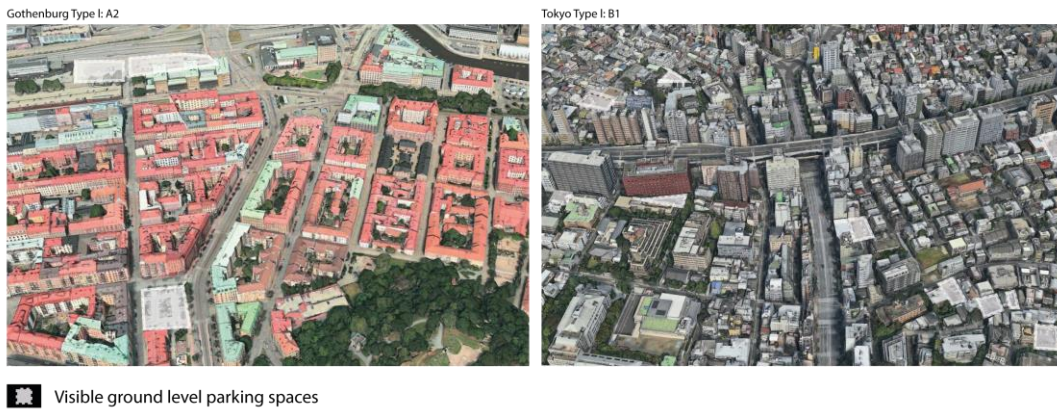 Gothenburg Type I: A2
Tokyo Type I: B1
Visible ground level parking spaces